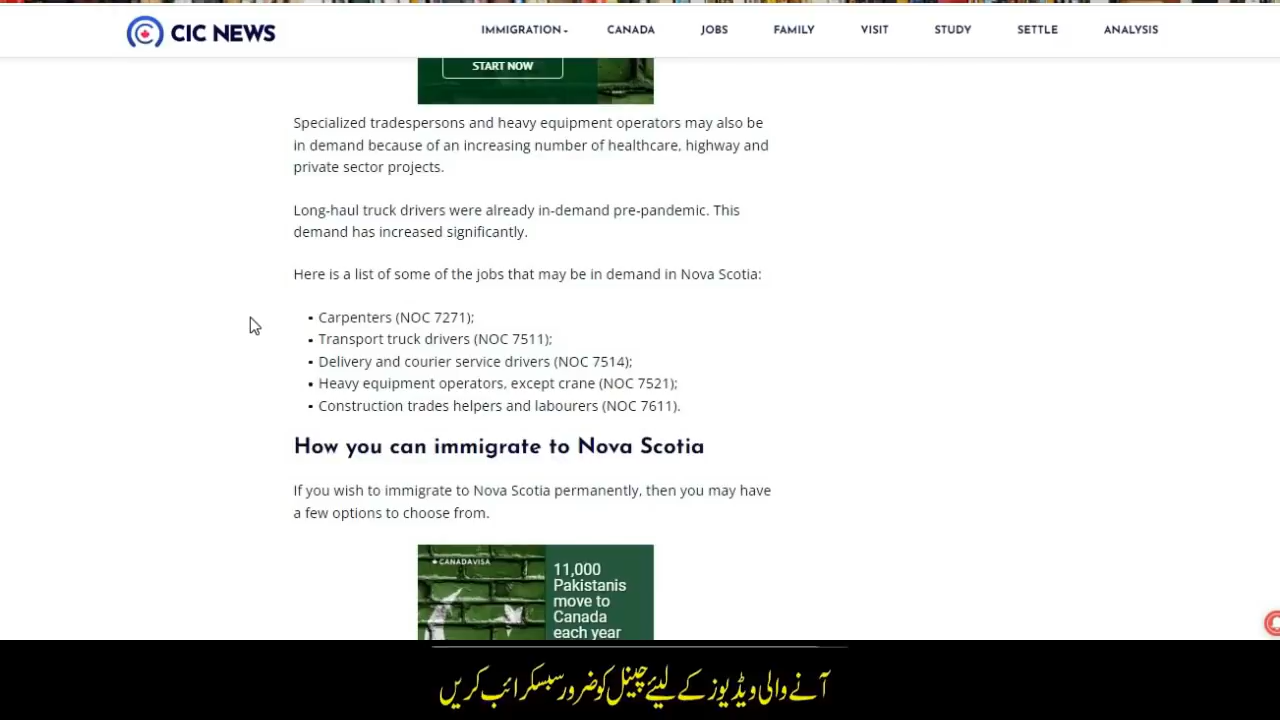 CIC NEWS
IMMIGRATION CANADA JOBS FAMILY VISIT STUDY SETTLE ANALYSIS
START NOW
Specialized tradespersons and heavy equipment operators may also be
in demand because of an increasing number of healthcare, highway and
private sector projects.
Long-haul truck drivers were already in-demand pre-pandemic. This
demand has increased significantly.
Here is a list of some of the jobs that may be in demand in Nova Scotia:
▪ Carpenters (NOC 7271);
▪ Transport truck drivers (NOC 7511);
▪ Delivery and courier service drivers (NOC 7514);
▪ Heavy equipment operators, except crane (NOC 7521);
▪ Construction trades helpers and labourers (NOC 7611).
How you can immigrate to Nova Scotia
If you wish to immigrate to Nova Scotia permanently, then you may have
a few options to choose from.
CANADAVISA
11,000
Pakistanis
move to
Canada
each year
آنے والی ویڈیوز کے لیئے چینل کو ضرور سبسکرائب کریں